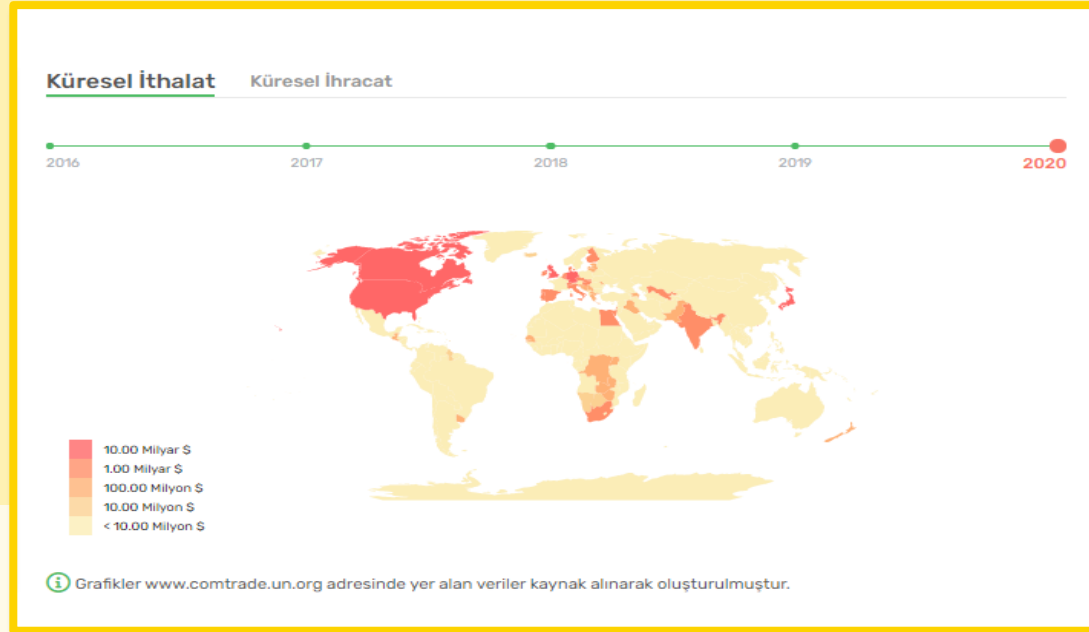 Küresel İthalat Küresel İhracat
2016 2017 2018 2019 2020
10.00 Milyar $
1.00 Milyar $
100.00 Milyon $
10.00 Milyon $
< 10.00 Milyon $
Grafikler www.comtrade.un.org adresinde yer alan veriler kaynak alınarak oluşturulmuştur.